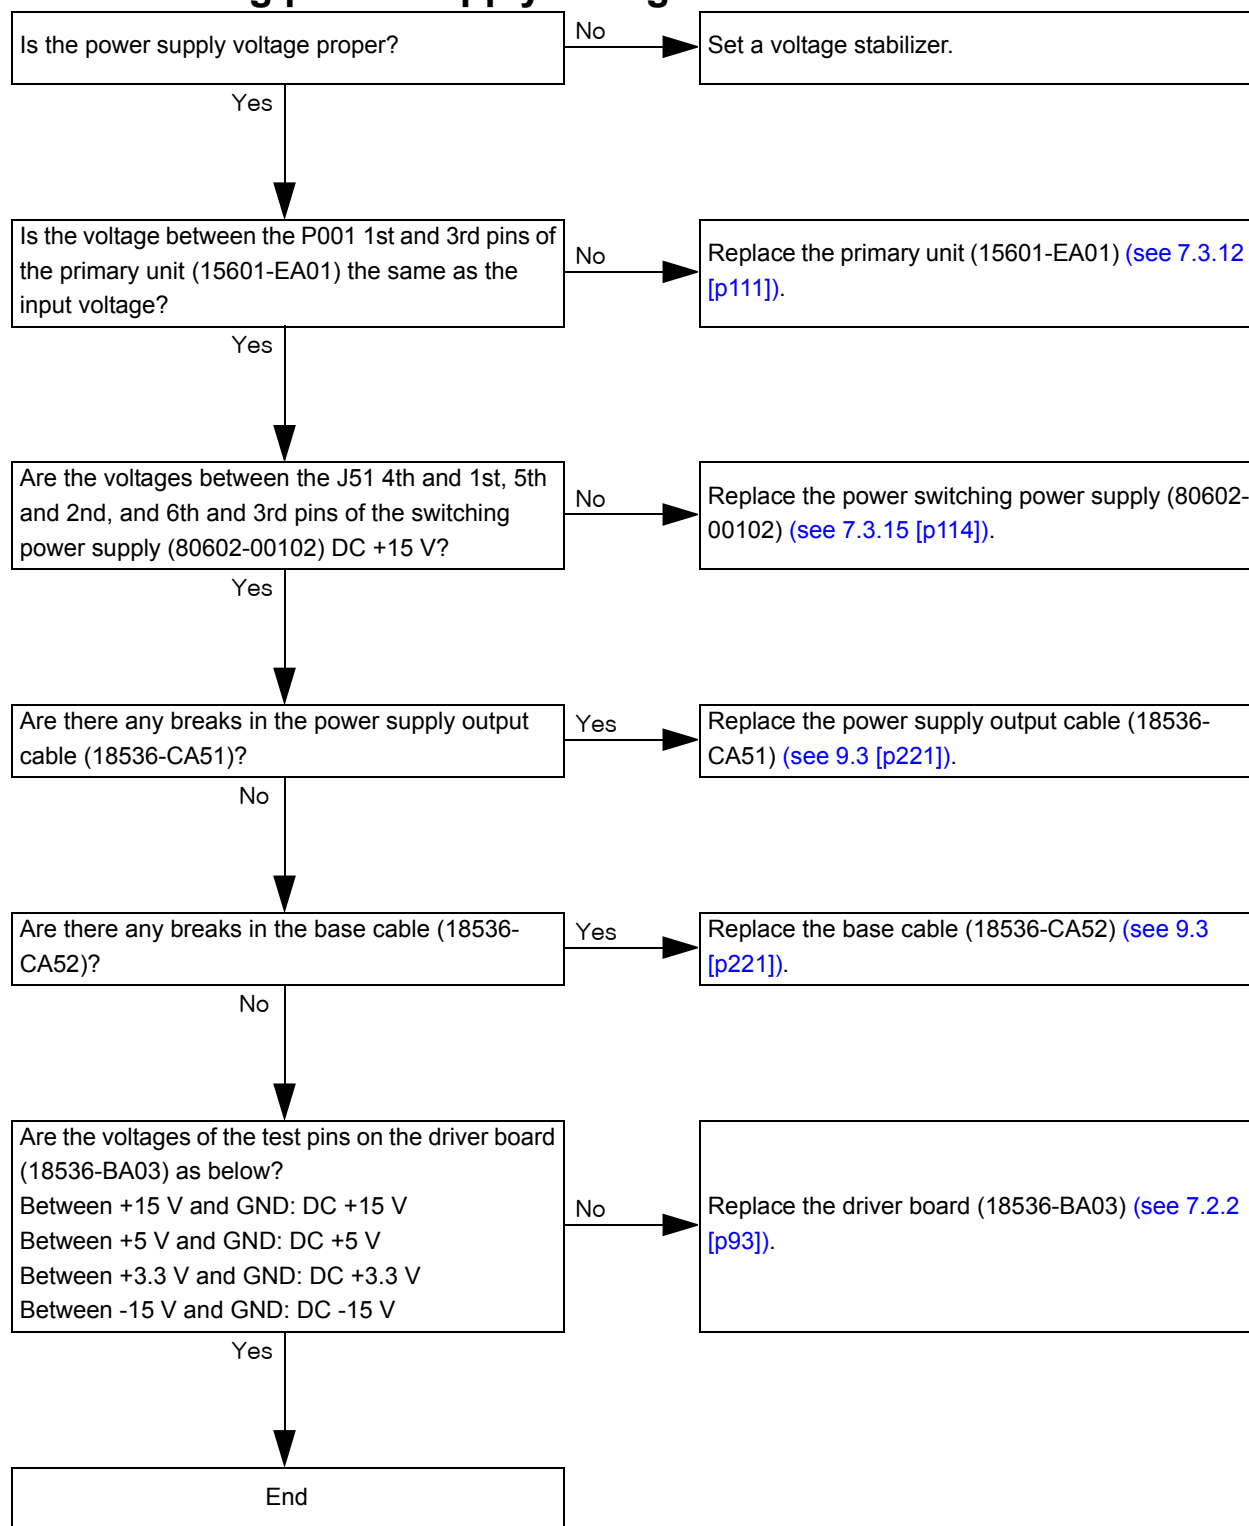 Is the power supply voltage proper?
No
Set a voltage stabilizer.
Yes
Is the voltage between the P001 1st and 3rd pins of
the primary unit (15601-EA01) the same as the
input voltage?
No
Replace the primary unit (15601-EA01) (see 7.3.12
[p111]).
Yes
Are the voltages between the J51 4th and 1st, 5th
and 2nd, and 6th and 3rd pins of the switching
power supply (80602-00102) DC +15 V?
No
Replace the power switching power supply (80602-
00102) (see 7.3.15 [p114]).
Yes
Are there any breaks in the power supply output
cable (18536-CA51)?
Yes
Replace the power supply output cable (18536-
CA51) (see 9.3 [p221]).
No
Are there any breaks in the base cable (18536-
CA52)?
Yes
Replace the base cable (18536-CA52) (see 9.3
[p221]).
No
Are the voltages of the test pins on the driver board
(18536-BA03) as below?
Between +15 V and GND: DC +15 V
Between +5 V and GND: DC +5 V
Between +3.3 V and GND: DC +3.3 V
Between -15 V and GND: DC -15 V
No
Replace the driver board (18536-BA03) (see 7.2.2
[p93]).
Yes
End